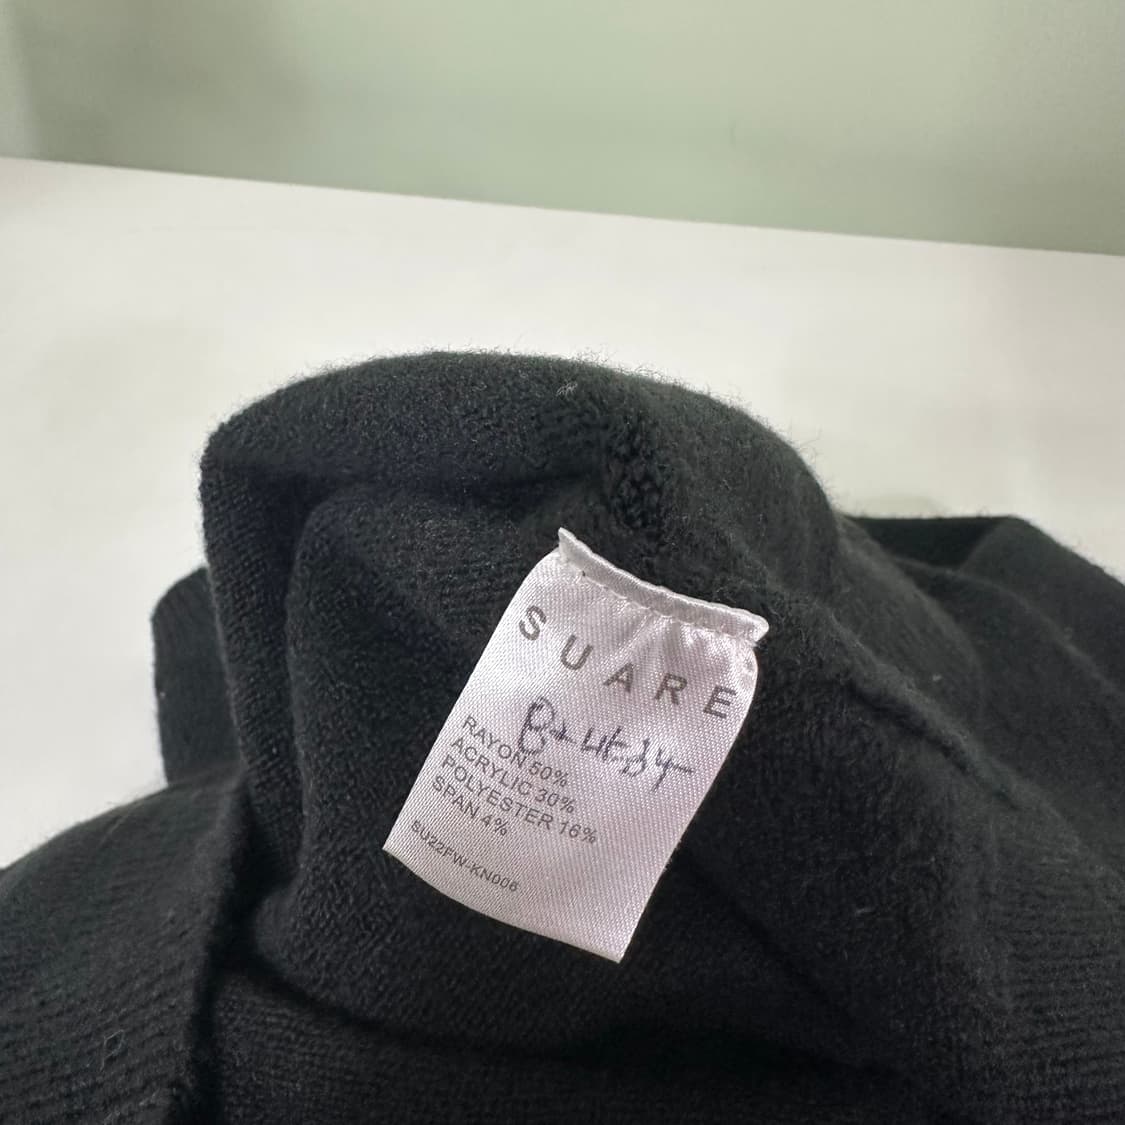 SUARE
RAYON 50%
ACRYLIC 30%
POLYESTER 16%
SPAN 4%
SU22FW-KN006